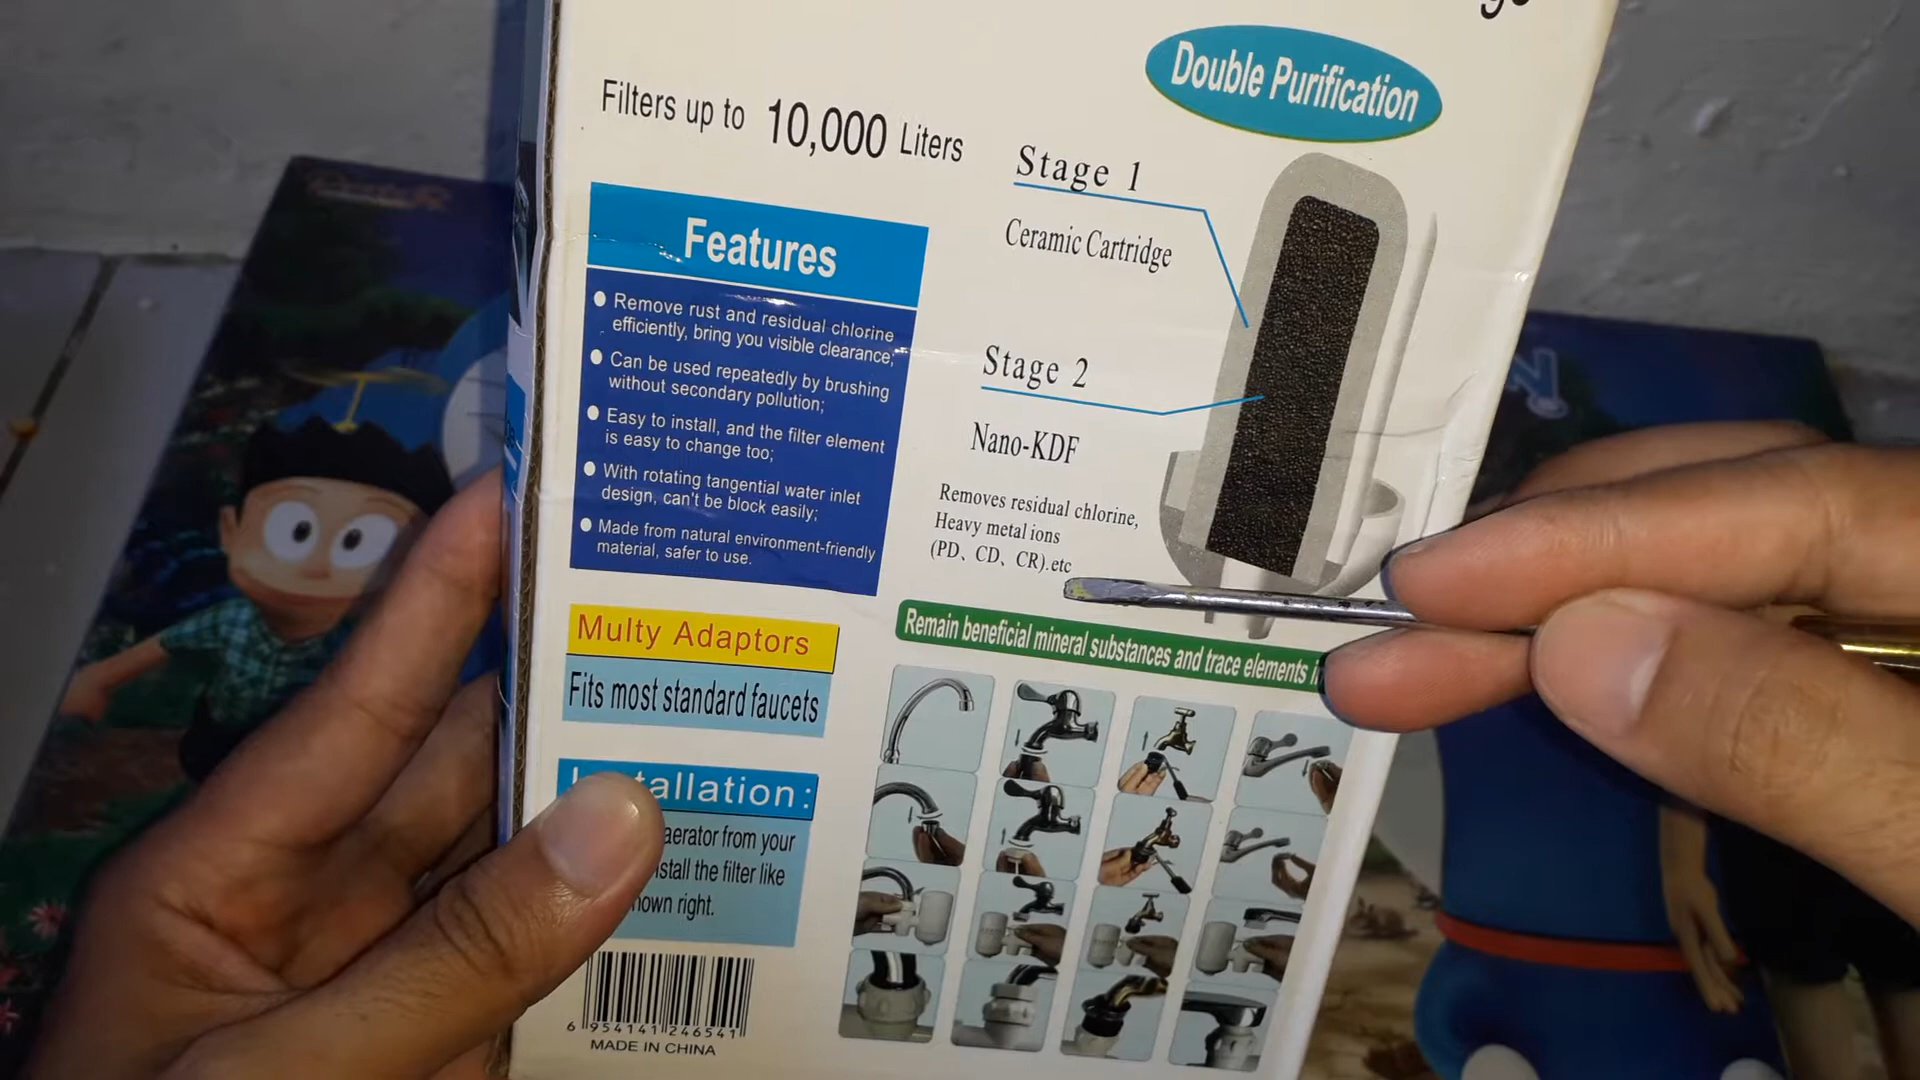 Double Purification
Filters up to 10,000 Liters
Stage 1
Ceramic Cartridge
Features
Remove rust and residual chlorine
efficiently, bring you visible clearance;
Can be used repeatedly by brushing
without secondary pollution;
Easy to install, and the filter element
is easy to change too;
With rotating tangential water inlet
design, can't be block easily;
Made from natural environment-friendly
material, safer to use.
Stage 2
Nano-KDF
Removes residual chlorine,
Heavy metal ions
(PD、CD、CR).etc
Remain beneficial mineral substances and trace elements
Multy Adaptors
Fits most standard faucets
allation:
aerator from your
the filter like
right.
6 954141 246541
MADE IN CHINA